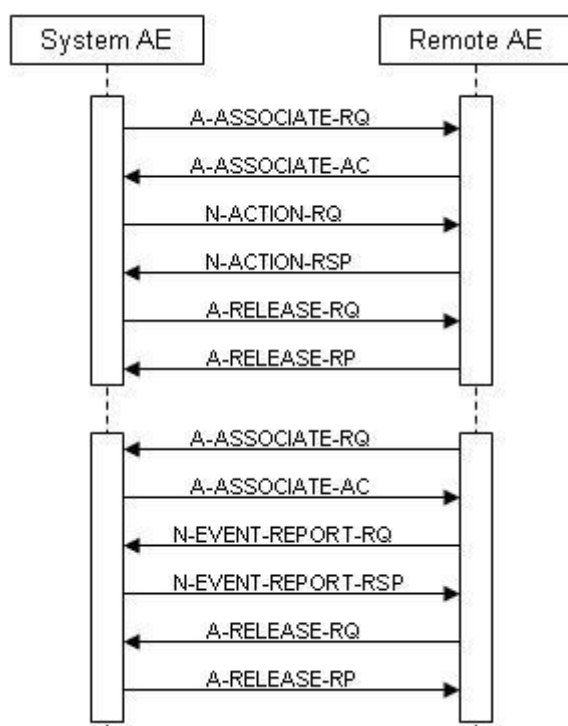 System AE
Remote AE
A-ASSOCIATE-RQ
A-ASSOCIATE-AC
N-ACTION-RQ
N-ACTION-RSP
A-RELEASE-RQ
A-RELEASE-RP
A-ASSOCIATE-RQ
A-ASSOCIATE-AC
N-EVENT-REPORT-RQ
N-EVENT-REPORT-RSP
A-RELEASE-RQ
A-RELEASE-RP